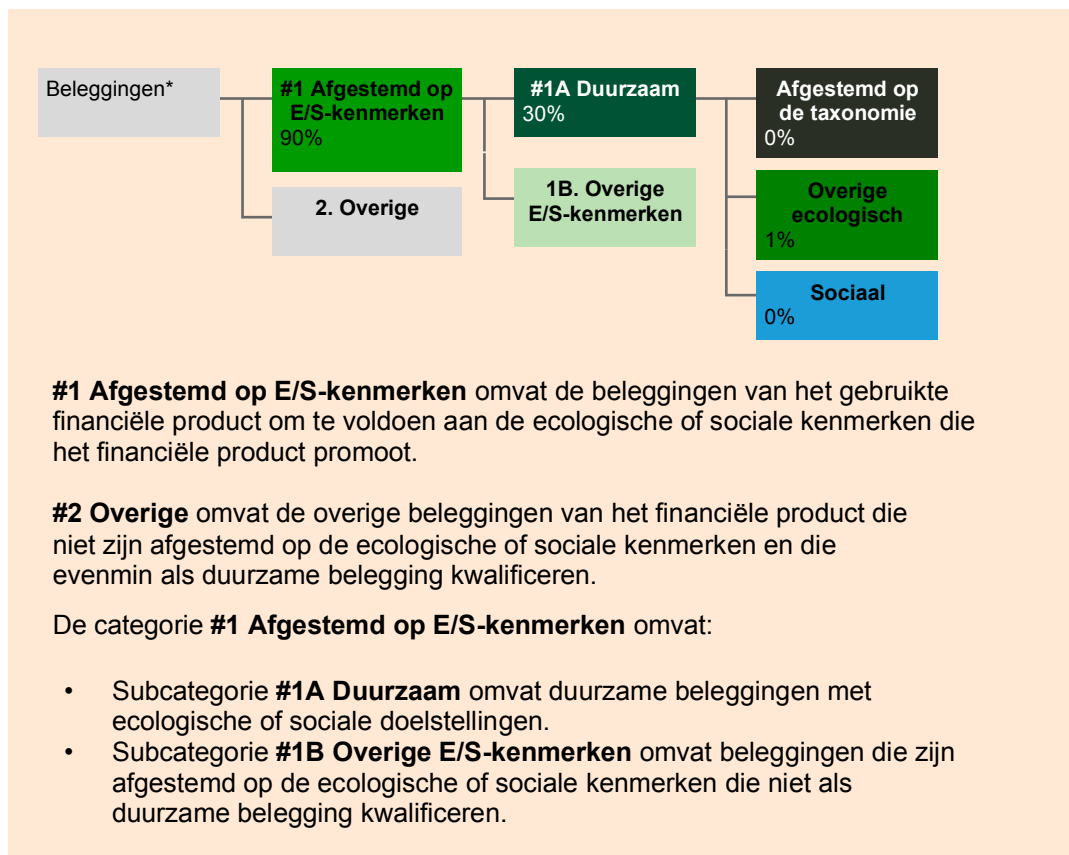 Beleggingen*
#1 Afgestemd op
E/S-kenmerken
90%
2. Overige
#1A Duurzaam
30%
1B. Overige
E/S-kenmerken
Afgestemd op
de taxonomie
0%
Overige
ecologisch
1%
Sociaal
0%
#1 Afgestemd op E/S-kenmerken omvat de beleggingen van het gebruikte
financiële product om te voldoen aan de ecologische of sociale kenmerken die
het financiële product promoot.
#2 Overige omvat de overige beleggingen van het financiële product die
niet zijn afgestemd op de ecologische of sociale kenmerken en die
evenmin als duurzame belegging kwalificeren.
De categorie #1 Afgestemd op E/S-kenmerken omvat:
• Subcategorie #1A Duurzaam omvat duurzame beleggingen met
ecologische of sociale doelstellingen.
• Subcategorie #1B Overige E/S-kenmerken omvat beleggingen die zijn
afgestemd op de ecologische of sociale kenmerken die niet als
duurzame belegging kwalificeren.